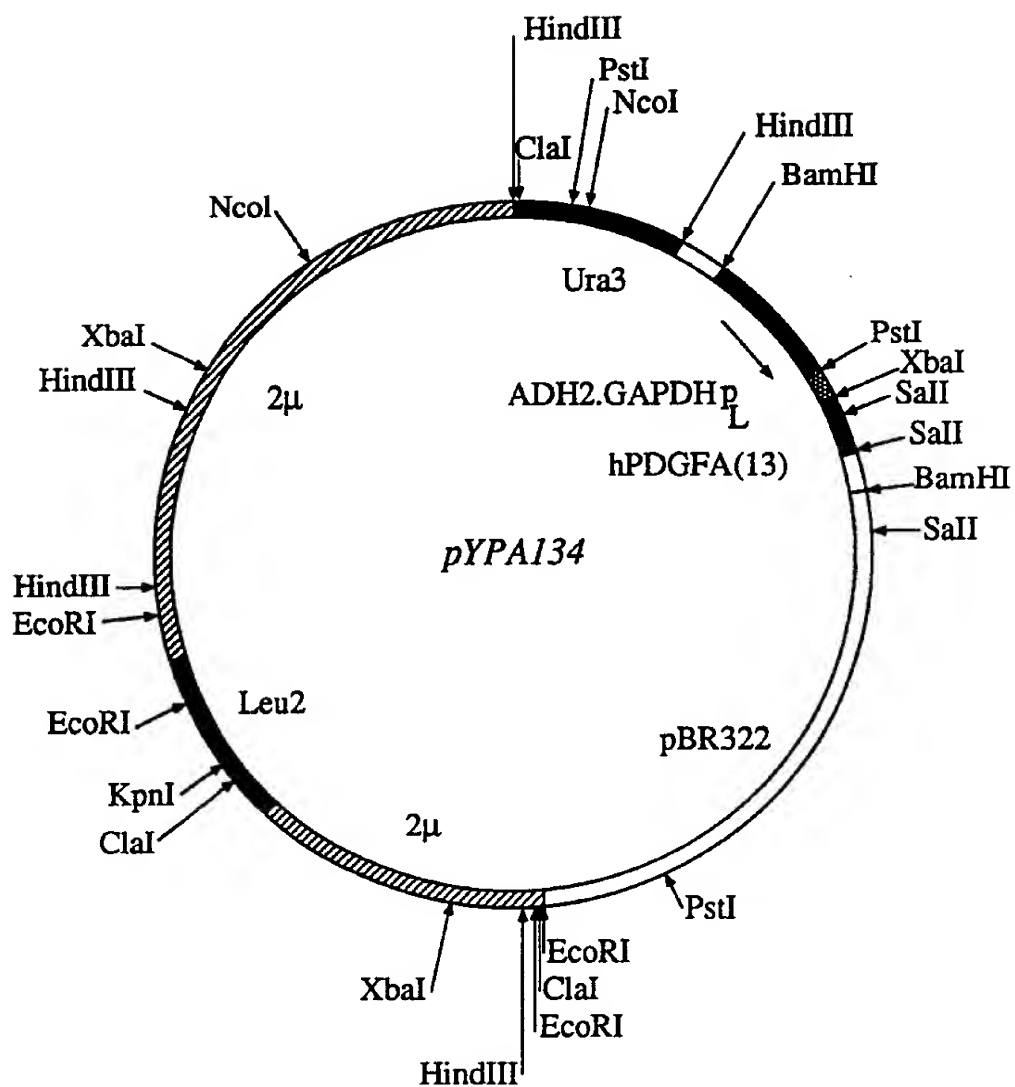 HindIII
PstI
NcoI
HindIII
ClaI
BamHI
NcoI
Ura3
XbaI
PstI
XbaI
HindIII
2μ
ADH2.GAPDH pL
SalI
SalI
hPDGFA(13)
BamHI
SalI
pYPA134
HindIII
EcoRI
Leu2
EcoRI
pBR322
KpnI
ClaI
2μ
PstI
EcoRI
XbaI
ClaI
EcoRI
HindIII